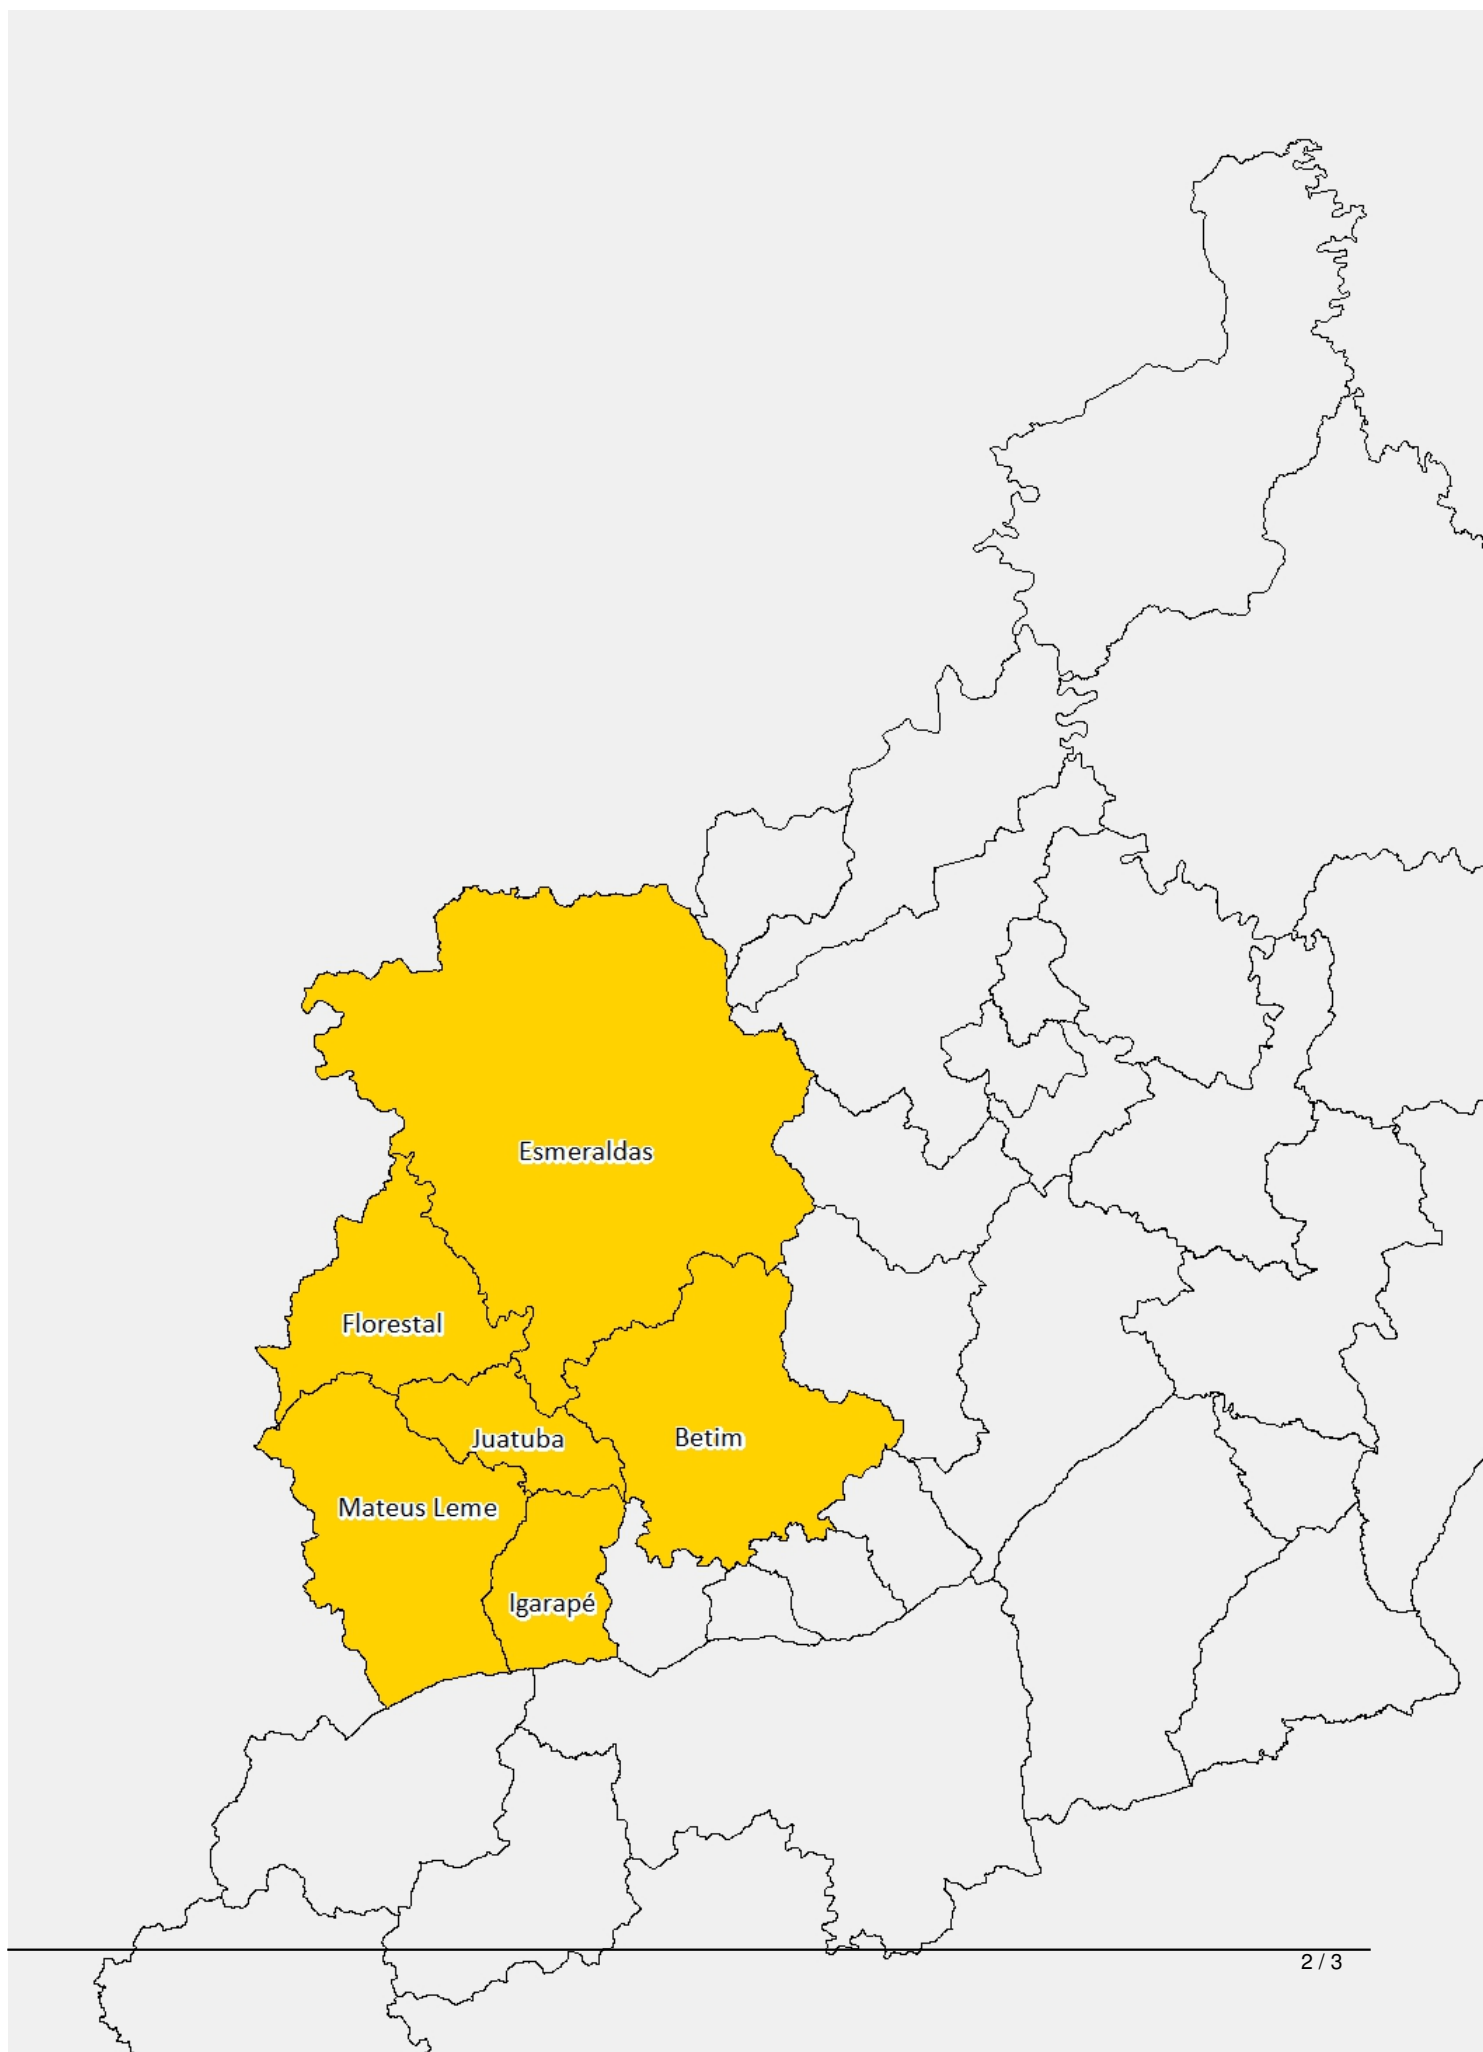 Esmeraldas
Florestal
Juatuba
Betim
Mateus Leme
Igarapé
2 / 3